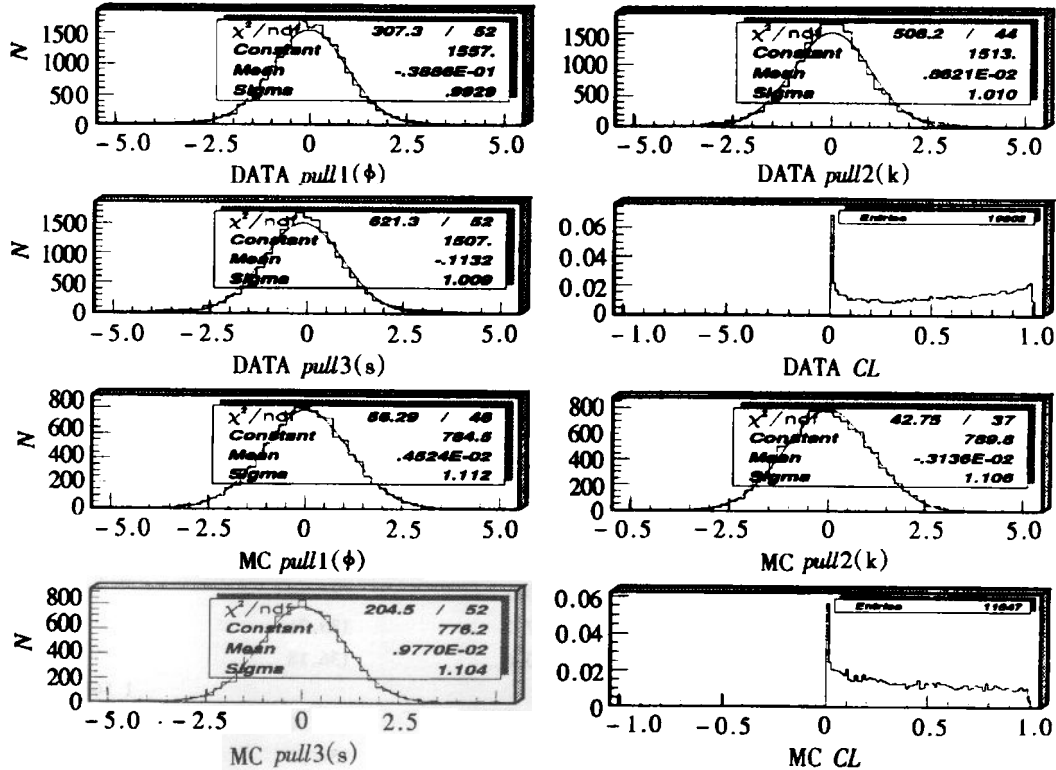 N
1500
1000
500
0
χ²/ndf 307.3 / 52
Constant 1557.
Mean -.3886E-01
Sigma .9929
-5.0 -2.5 0 2.5 5.0
DATA pull1(ϕ)
1500
1000
500
0
χ²/ndf 506.2 / 44
Constant 1513.
Mean .8621E-02
Sigma 1.010
-5.0 -2.5 0 2.5 5.0
DATA pull2(k)
N
1500
1000
500
0
χ²/ndf 621.3 / 52
Constant 1507.
Mean -.1132
Sigma 1.009
-5.0 -2.5 0 2.5 5.0
DATA pull3(s)
0.06
0.04
0.02
0
Entries
-1.0 -5.0 0 0.5 1.0
DATA CL
N
800
600
400
200
0
χ²/ndf 56.29 / 46
Constant 784.5
Mean .4624E-02
Sigma 1.112
-5.0 -2.5 0 2.5 5.0
MC pull1(ϕ)
800
600
400
200
0
χ²/ndf 42.75 / 37
Constant 789.8
Mean -.3136E-02
Sigma 1.106
-0.5 -2.5 0 2.5 5.0
MC pull2(k)
N
800
600
400
200
0
χ²/ndf 204.5 / 52
Constant 776.2
Mean .9770E-02
Sigma 1.104
-5.0 -2.5 0 2.5
MC pull3(s)
0.06
0.04
0.02
0
Entries 11647
-1.0 -0.5 0 0.5 1.0
MC CL